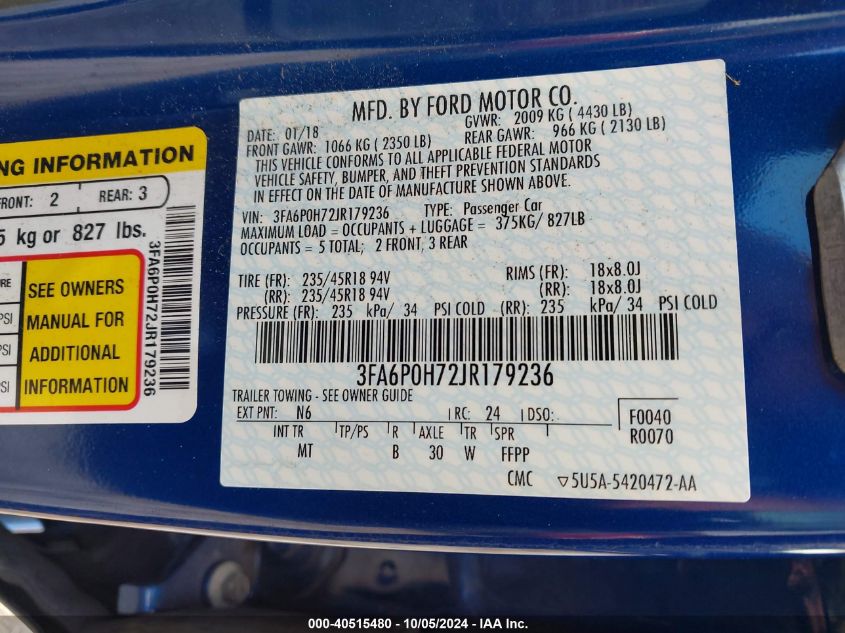 NG INFORMATION
FRONT: 2 REAR: 3
5 kg or 827 lbs.
SEE OWNERS
MANUAL FOR
ADDITIONAL
INFORMATION
PSI
PSI
PSI
3FA6P0H72JR179236
MFD. BY FORD MOTOR CO.
DATE: 01/18 GVWR: 2009 KG ( 4430 LB)
FRONT GAWR: 1066 KG ( 2350 LB) REAR GAWR: 966 KG ( 2130 LB)
THIS VEHICLE CONFORMS TO ALL APPLICABLE FEDERAL MOTOR
VEHICLE SAFETY, BUMPER, AND THEFT PREVENTION STANDARDS
IN EFFECT ON THE DATE OF MANUFACTURE SHOWN ABOVE.
VIN: 3FA6P0H72JR179236 TYPE: Passenger Car
MAXIMUM LOAD = OCCUPANTS + LUGGAGE = 375KG/ 827LB
OCCUPANTS = 5 TOTAL; 2 FRONT, 3 REAR
TIRE (FR): 235/45R18 94V RIMS (FR): 18x8.0J
(RR): 235/45R18 94V (RR): 18x8.0J
PRESSURE (FR): 235 kPa/ 34 PSI COLD (RR): 235 kPa/ 34 PSI COLD
3FA6P0H72JR179236
TRAILER TOWING - SEE OWNER GUIDE
EXT PNT: N6 RC: 24 DSO: F0040
R0070
INT TR TP/PS R AXLE TR SPR
MT B 30 W FFPP
CMC ▽5U5A-5420472-AA
000-40515480 - 10/05/2024 - IAA Inc.